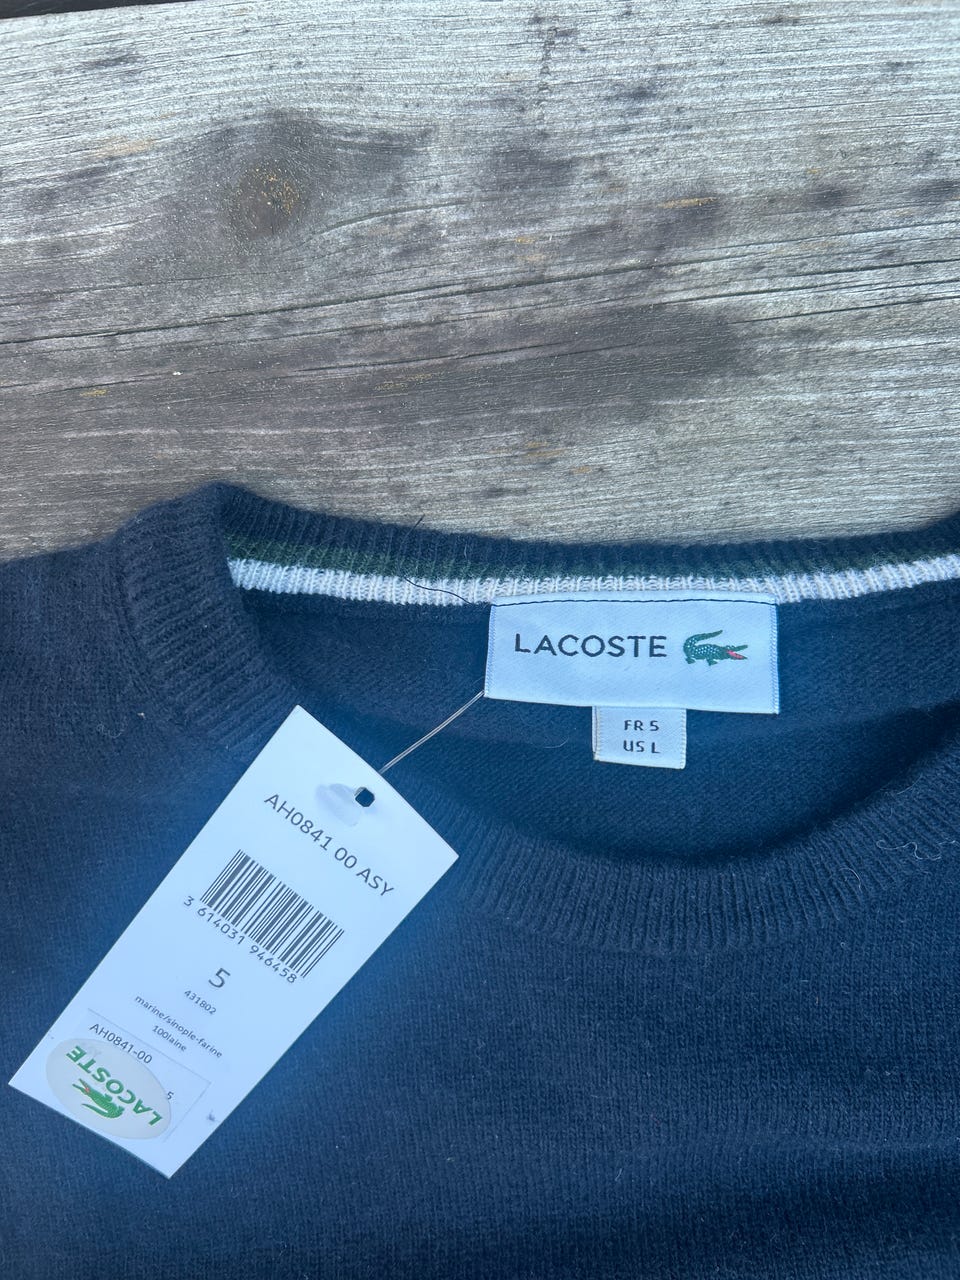 LACOSTE
FR 5
US L
AH0841 00 ASY
3 614031 946458
5
431802
marine/sinople-farine
100laine
AH0841-00
5
LACOSTE